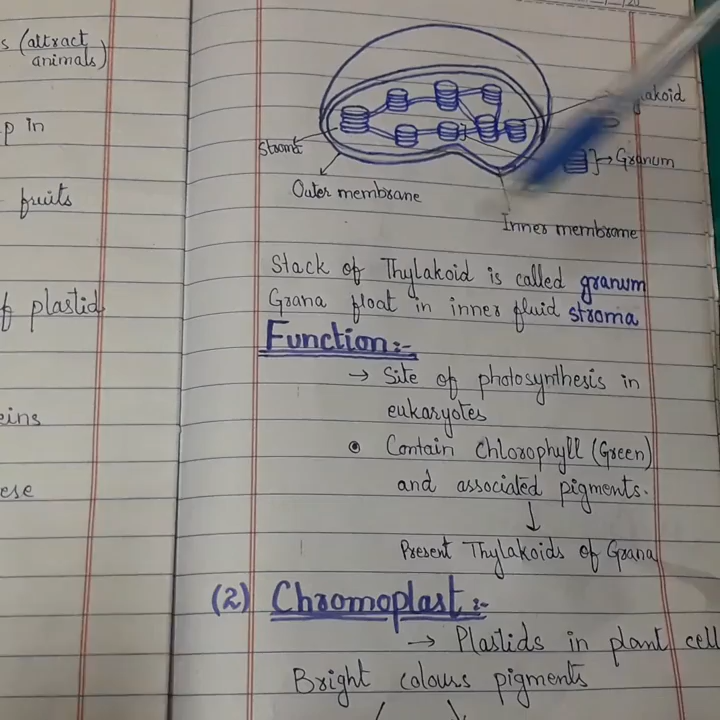 s (attract
animals)
p in
fruits
of plastid
eins
ese
Stroma
Outer membrane
Granum
Inner membrane
Stack of Thylakoid is called granum
Grana float in inner fluid stroma
Function:-
→ Site of photosynthesis in
eukaryotes
• Contain chlorophyll (Green)
and associated pigments.
↓
Present Thylakoids of Grana
(2) Chromoplast:-
→ Plastids in plant cell
Bright colours pigments